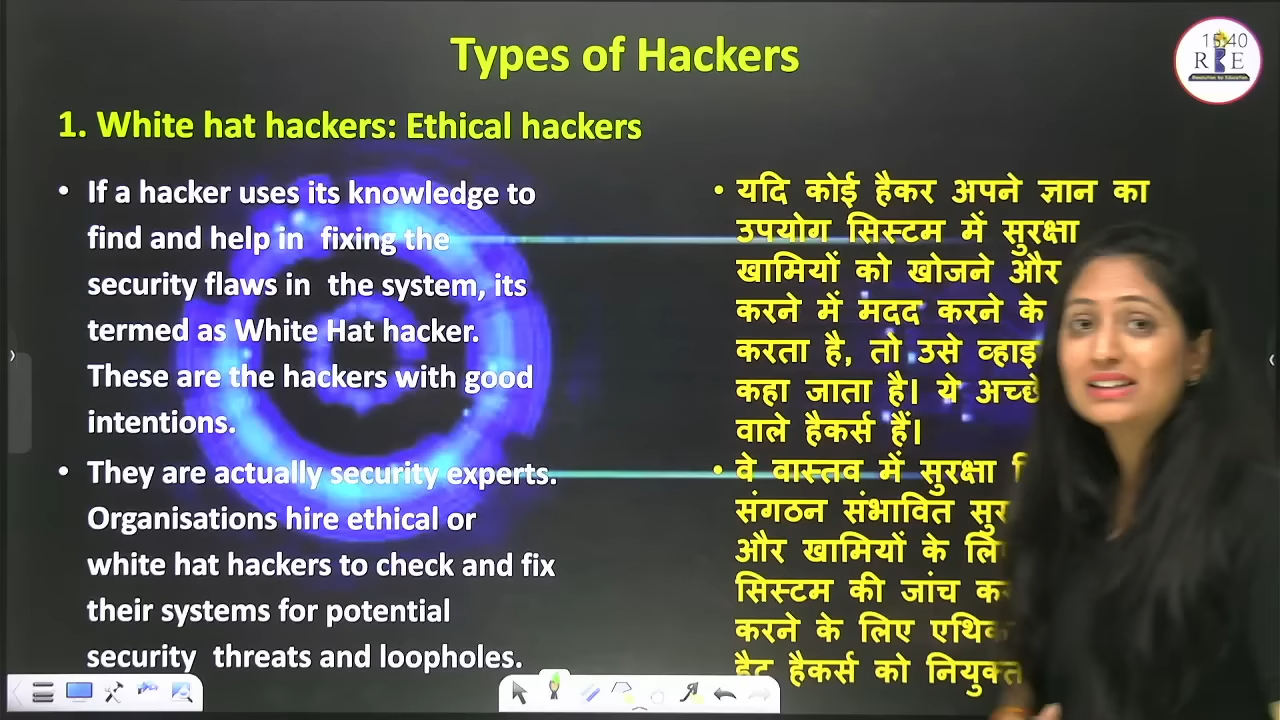 Types of Hackers
15:40
R E
1. White hat hackers: Ethical hackers
If a hacker uses its knowledge to
find and help in fixing the
security flaws in the system, its
termed as White Hat hacker.
These are the hackers with good
intentions.
They are actually security experts.
Organisations hire ethical or
white hat hackers to check and fix
their systems for potential
security threats and loopholes.
यदि कोई हैकर अपने ज्ञान का
उपयोग सिस्टम में सुरक्षा
खामियों को खोजने और
करने में मदद करने के
करता है, तो उसे
कहा जाता है। ये अच्छे
वाले हैकर्स हैं।
वे वास्तव में सुरक्षा
संगठन संभावित
और खामियों के
सिस्टम की जांच
करने के लिए
हैट हैकर्स को नियुक्त